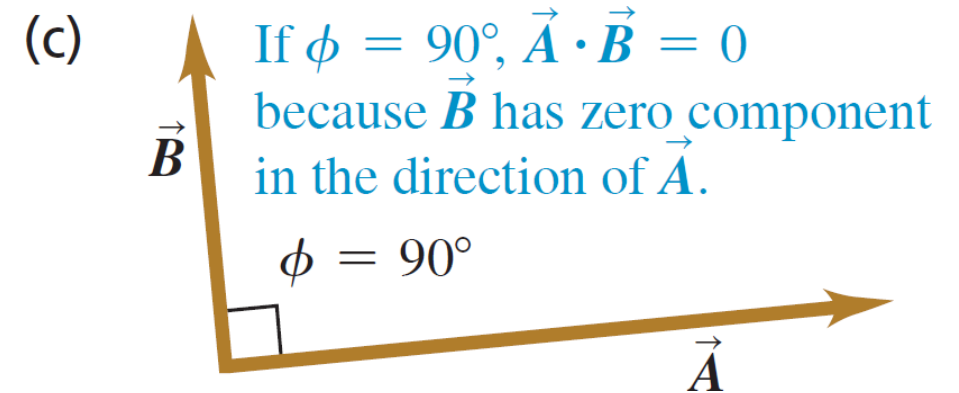 (c)
If ϕ = 90°, A⃗ · B⃗ = 0
because B⃗ has zero component
in the direction of A⃗.
B⃗
ϕ = 90°
A⃗